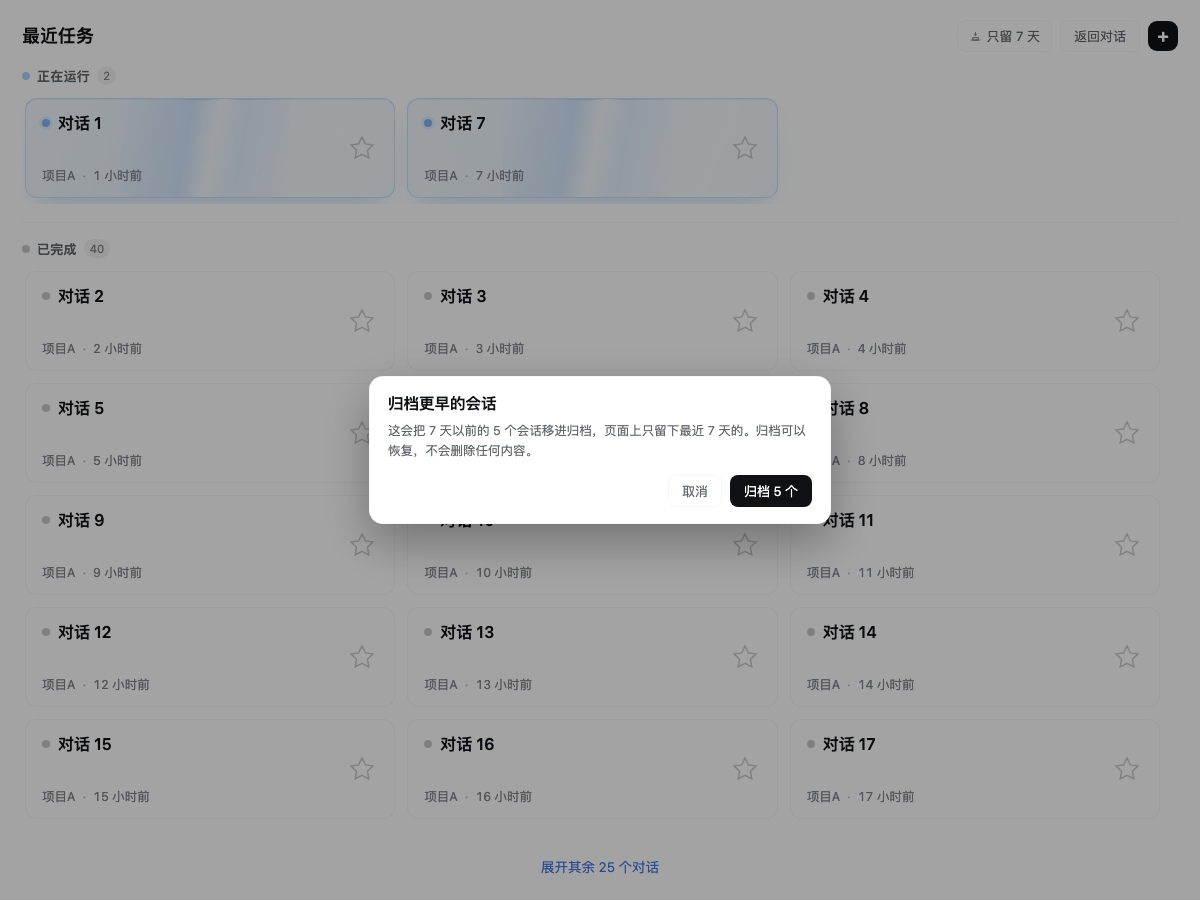 最近任务
只留 7 天
返回对话
正在运行 2
对话 1
项目A · 1 小时前
对话 7
项目A · 7 小时前
已完成 40
对话 2
项目A · 2 小时前
对话 3
项目A · 3 小时前
对话 4
项目A · 4 小时前
对话 5
项目A · 5 小时前
对话 8
A · 8 小时前
归档更早的会话
这会把 7 天以前的 5 个会话移进归档，页面上只留下最近 7 天的。归档可以
恢复，不会删除任何内容。
取消
归档 5 个
对话 9
项目A · 9 小时前
项目A · 10 小时前
对话 11
项目A · 11 小时前
对话 12
项目A · 12 小时前
对话 13
项目A · 13 小时前
对话 14
项目A · 14 小时前
对话 15
项目A · 15 小时前
对话 16
项目A · 16 小时前
对话 17
项目A · 17 小时前
展开其余 25 个对话